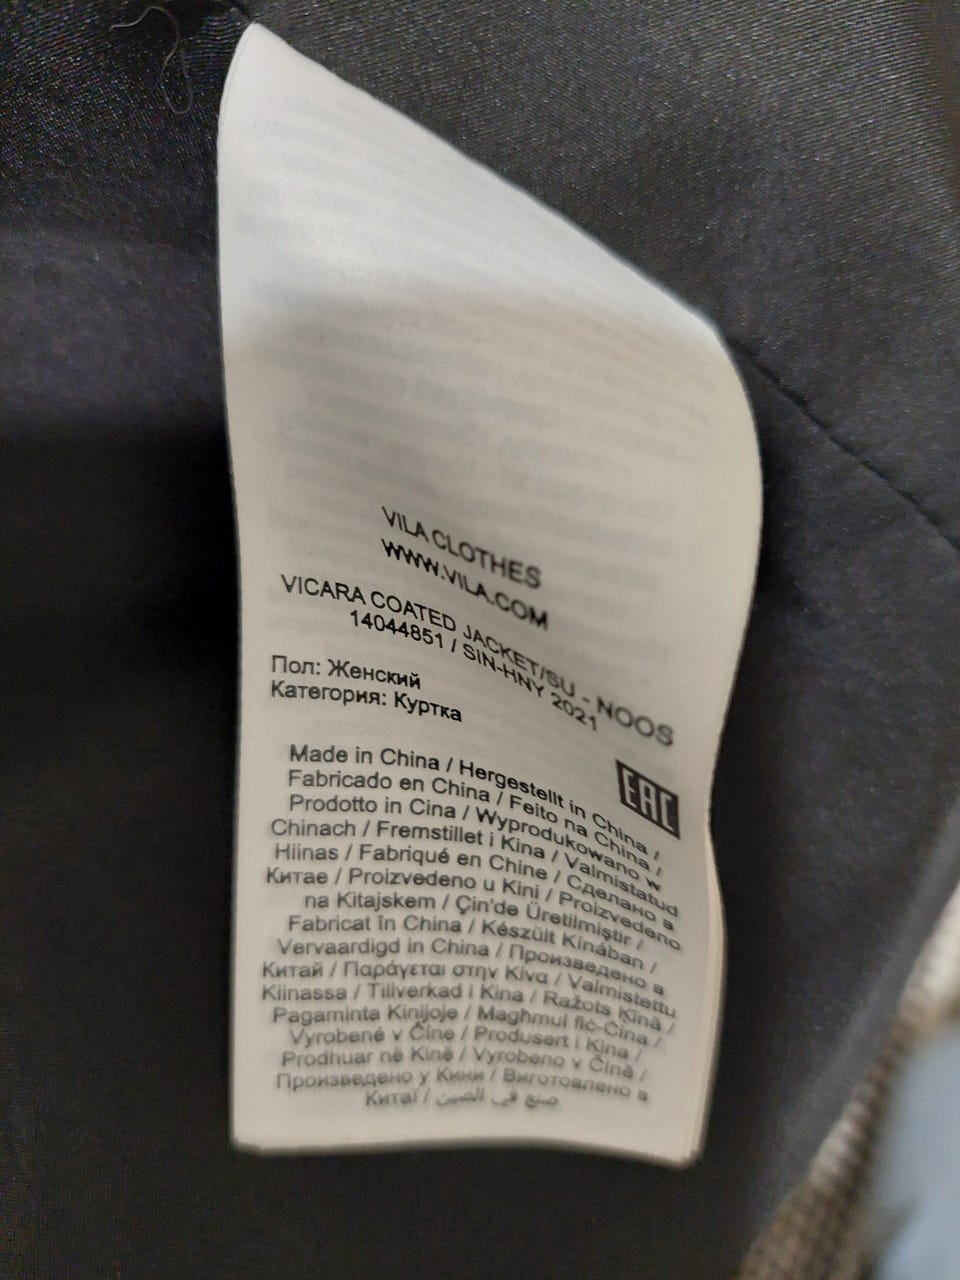 VILA CLOTHES
WWW.VILA.COM
VICARA COATED JACKET/SU - NOOS
14044851 / SIN-HNY 2021
Пол: Женский
Категория: Куртка
EAC
Made in China / Hergestellt in China /
Fabricado en China / Feito na China /
Prodotto in Cina / Wyprodukowano w
Chinach / Fremstillet i Kina / Valmistatud
Hiinas / Fabriqué en Chine / Сделано в
Китае / Proizvedeno u Kini / Proizvedeno
na Kitajskem / Çin'de Üretilmiştir /
Fabricat în China / Készült Kínában /
Vervaardigd in China / Произведено в
Китай / Παράγεται στην Κίνα / Valmistettu
Kiinassa / Tillverkad i Kina / Ražots Ķīnā /
Pagaminta Kinijoje / Magħmul fiċ-Ċina /
Vyrobené v Číne / Produsert i Kina /
Prodhuar në Kinë / Vyrobeno v Číně /
Произведено у Кини / Виготовлено в
Китаї / صنع في الصين